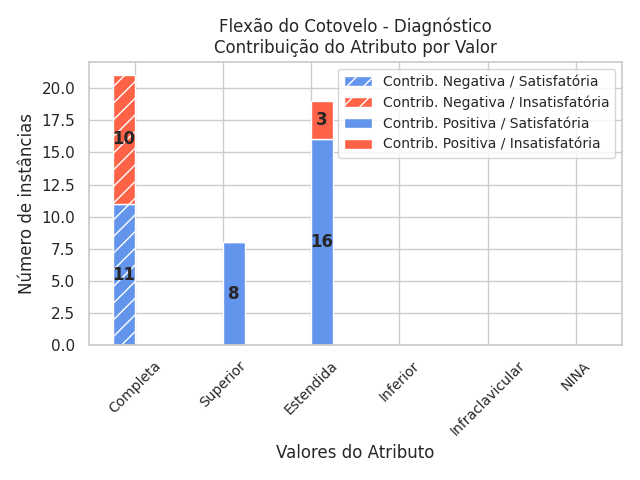 Flexão do Cotovelo - Diagnóstico
Contribuição do Atributo por Valor
Contrib. Negativa / Satisfatória
Contrib. Negativa / Insatisfatória
Contrib. Positiva / Satisfatória
Contrib. Positiva / Insatisfatória
Número de instâncias
20.0
17.5
15.0
12.5
10.0
7.5
5.0
2.5
0.0
10
11
8
3
16
Completa
Superior
Estendida
Inferior
Infraclavicular
NINA
Valores do Atributo